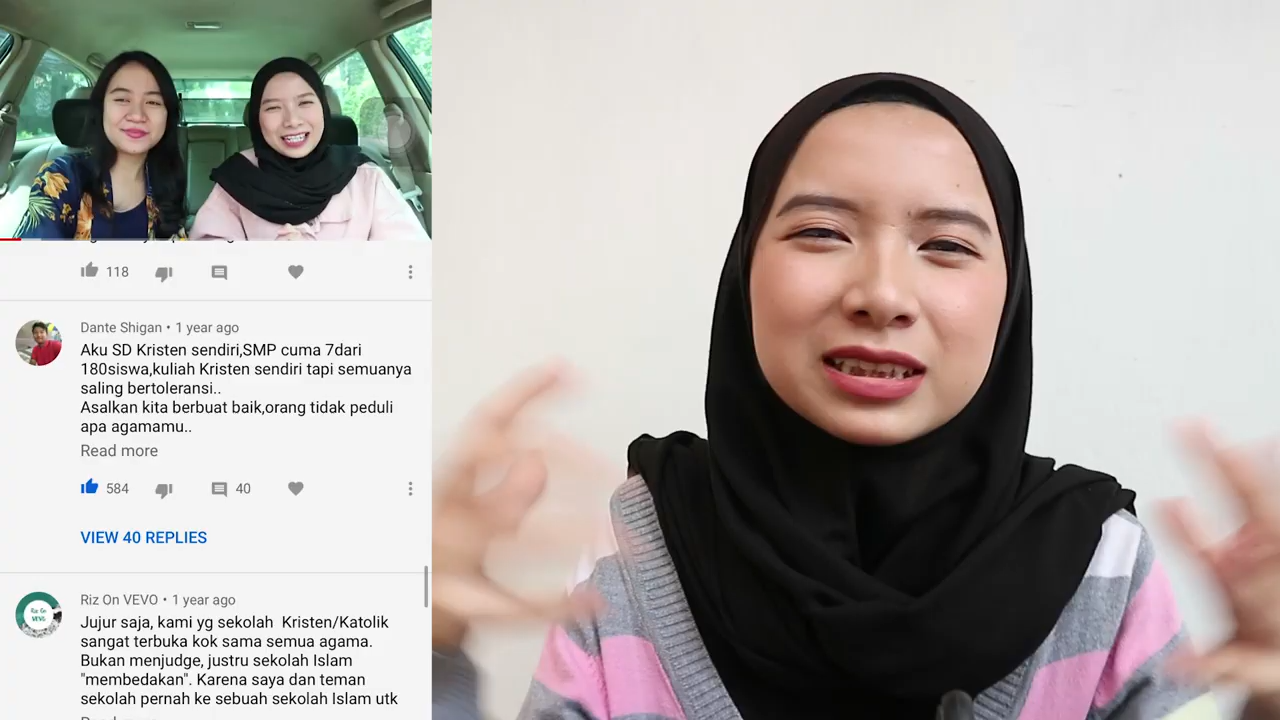 118
Dante Shigan • 1 year ago
Aku SD Kristen sendiri,SMP cuma 7dari
180siswa,kuliah Kristen sendiri tapi semuanya
saling bertoleransi..
Asalkan kita berbuat baik,orang tidak peduli
apa agamamu..
Read more
584
40
VIEW 40 REPLIES
Riz On VEVO • 1 year ago
Jujur saja, kami yg sekolah Kristen/Katolik
sangat terbuka kok sama semua agama.
Bukan menjudge, justru sekolah Islam
"membedakan". Karena saya dan teman
sekolah pernah ke sebuah sekolah Islam utk